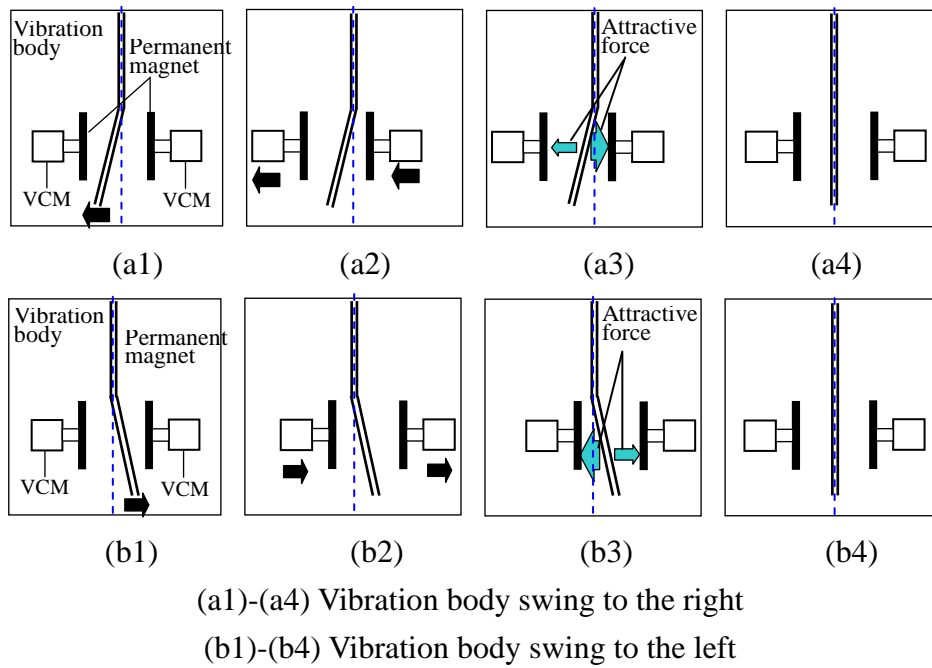 Vibration
body
Permanent
magnet
VCM
VCM
Attractive
force
(a1)
(a2)
(a3)
(a4)
Vibration
body
Permanent
magnet
VCM
VCM
Attractive
force
(b1)
(b2)
(b3)
(b4)
(a1)-(a4) Vibration body swing to the right
(b1)-(b4) Vibration body swing to the left